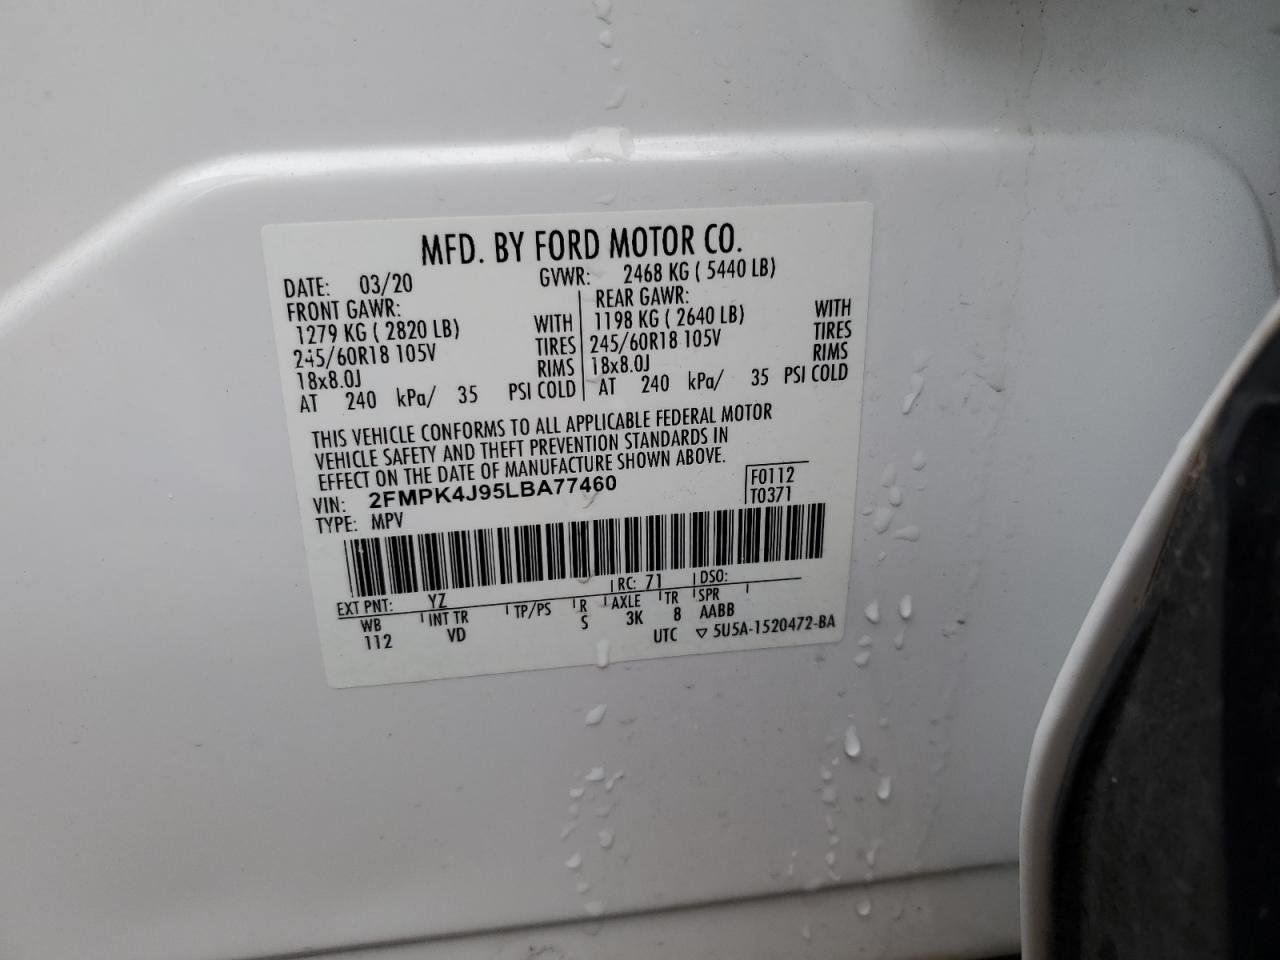 MFD. BY FORD MOTOR CO.
DATE: 03/20 GVWR: 2468 KG ( 5440 LB)
FRONT GAWR: REAR GAWR:
1279 KG ( 2820 LB) WITH 1198 KG ( 2640 LB) WITH
245/60R18 105V TIRES 245/60R18 105V TIRES
18x8.0J RIMS 18x8.0J RIMS
AT 240 kPa/ 35 PSI COLD AT 240 kPa/ 35 PSI COLD
THIS VEHICLE CONFORMS TO ALL APPLICABLE FEDERAL MOTOR
VEHICLE SAFETY AND THEFT PREVENTION STANDARDS IN
EFFECT ON THE DATE OF MANUFACTURE SHOWN ABOVE.
VIN: 2FMPK4J95LBA77460 F0112
TYPE: MPV T0371
EXT PNT: YZ RC: 71 DSO:
WB INT TR TP/PS R AXLE TR SPR
112 VD S 3K 8 AABB
UTC ▽ 5U5A-1520472-BA